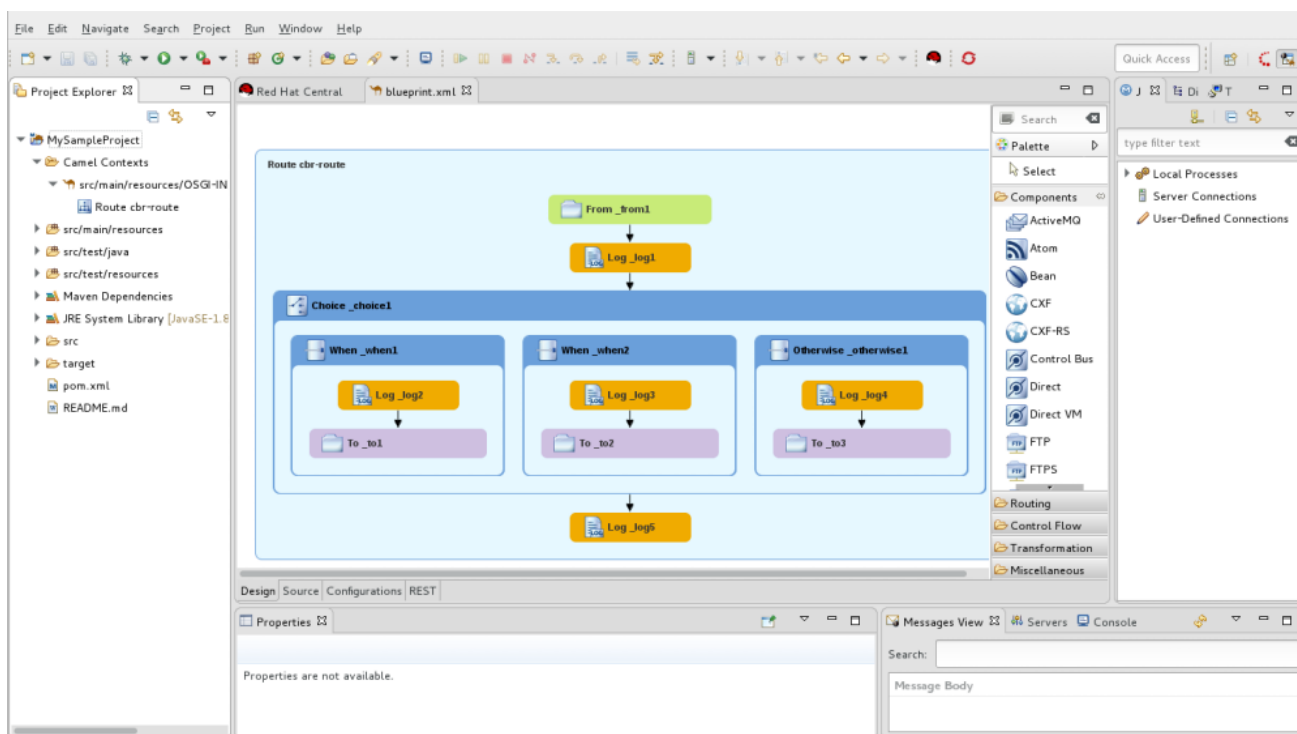 File Edit Navigate Search Project Run Window Help
Quick Access
Project Explorer
MySampleProject
Camel Contexts
src/main/resources/OSGI-IN
Route cbr-route
src/main/resources
src/test/java
src/test/resources
Maven Dependencies
JRE System Library [JavaSE-1.8
src
target
pom.xml
README.md
Red Hat Central blueprint.xml
Route cbr-route
From _from1
Log _log1
Choice _choice1
When _when1 When _when2 Otherwise _otherwise1
Log _log2 Log _log3 Log _log4
To _to1 To _to2 To _to3
Log _log5
Design Source Configurations REST
Search
Palette
Select
Components
ActiveMQ
Atom
Bean
CXF
CXF-RS
Control Bus
Direct
Direct VM
FTP
FTPS
Routing
Control Flow
Transformation
Miscellaneous
J Di T
type filter text
Local Processes
Server Connections
User-Defined Connections
Properties
Properties are not available.
Messages View Servers Console
Search:
Message Body